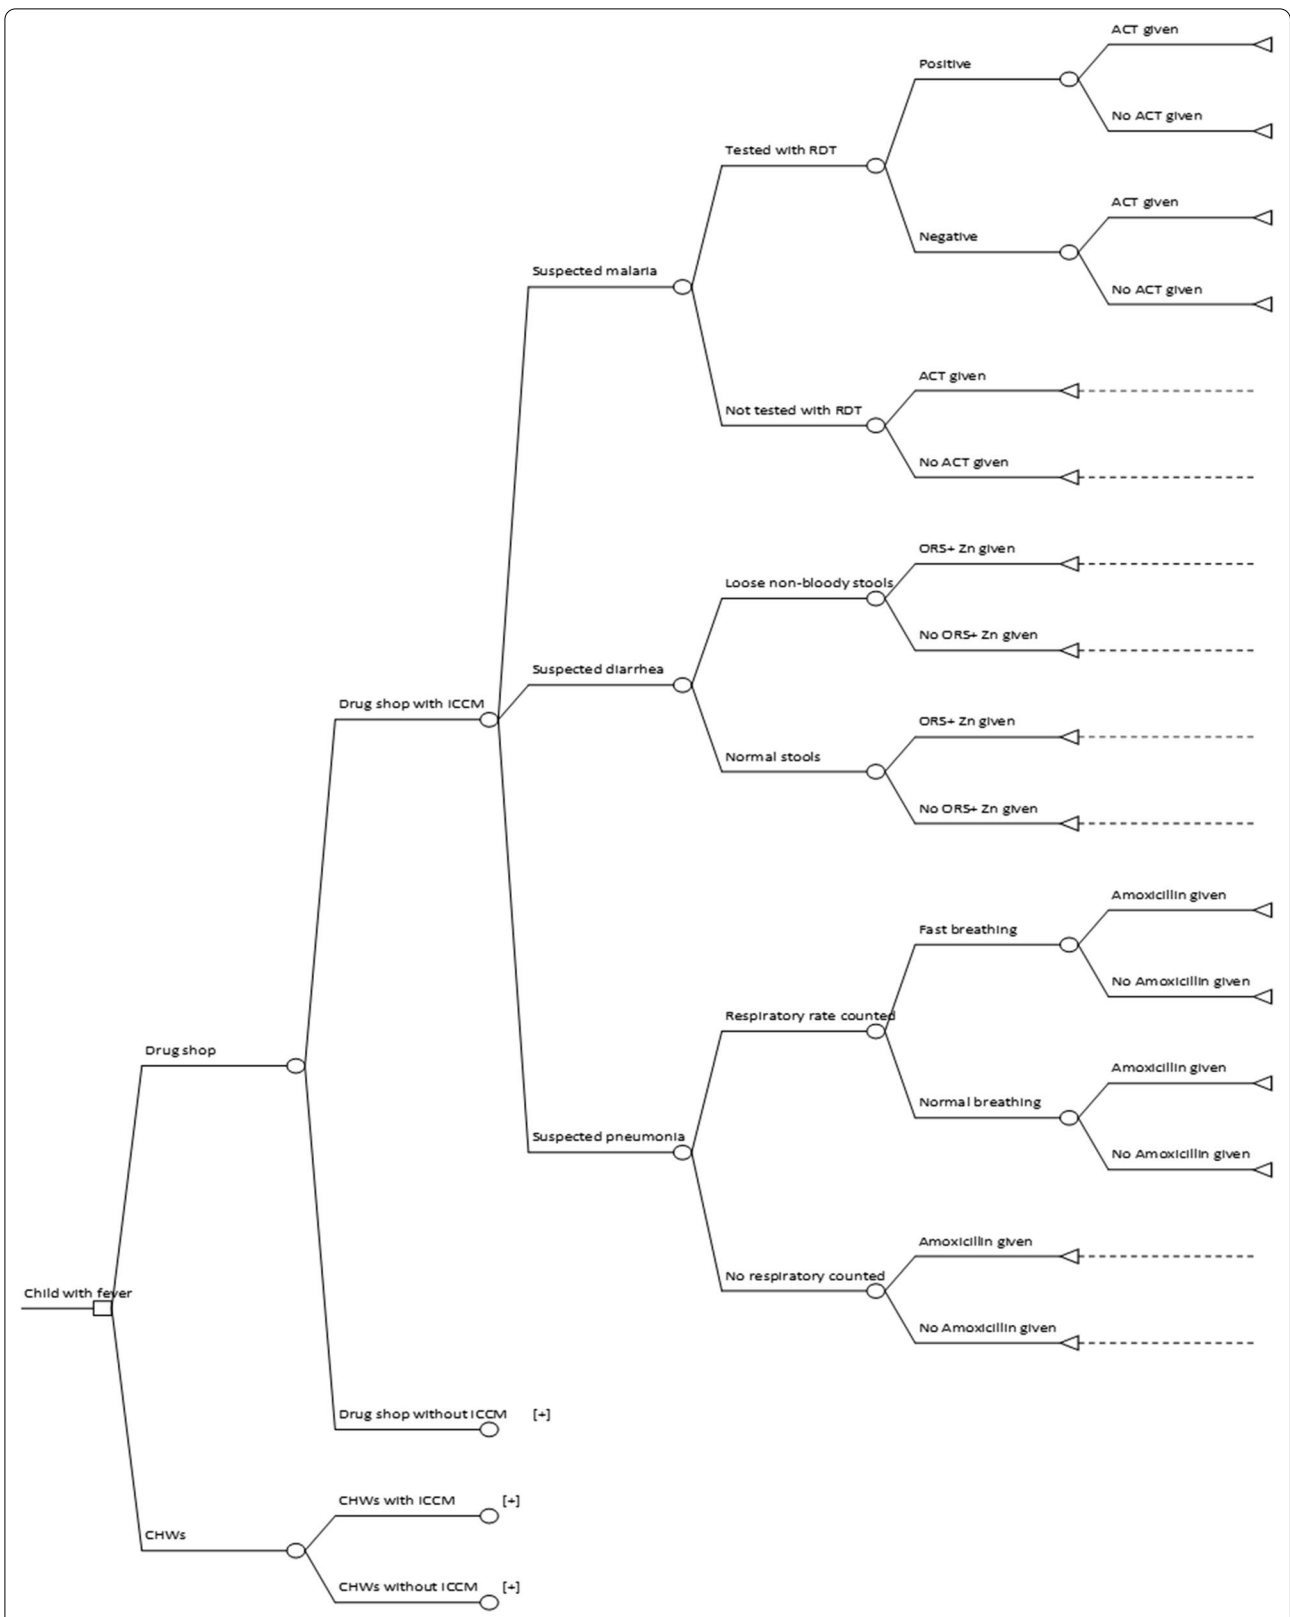 ACT given
Positive
No ACT given
Tested with RDT
ACT given
Negative
Suspected malaria
No ACT given
ACT given
Not tested with RDT
No ACT given
ORS+ Zn given
Loose non-bloody stools
No ORS+ Zn given
Suspected diarrhea
Drug shop with iCCM
ORS+ Zn given
Normal stools
No ORS+ Zn given
Amoxicillin given
Fast breathing
No Amoxicillin given
Respiratory rate counted
Drug shop
Amoxicillin given
Normal breathing
Suspected pneumonia
No Amoxicillin given
Amoxicillin given
No respiratory counted
Child with fever
No Amoxicillin given
Drug shop without iCCM [+]
CHWs with iCCM [+]
CHWs
CHWs without iCCM [+]